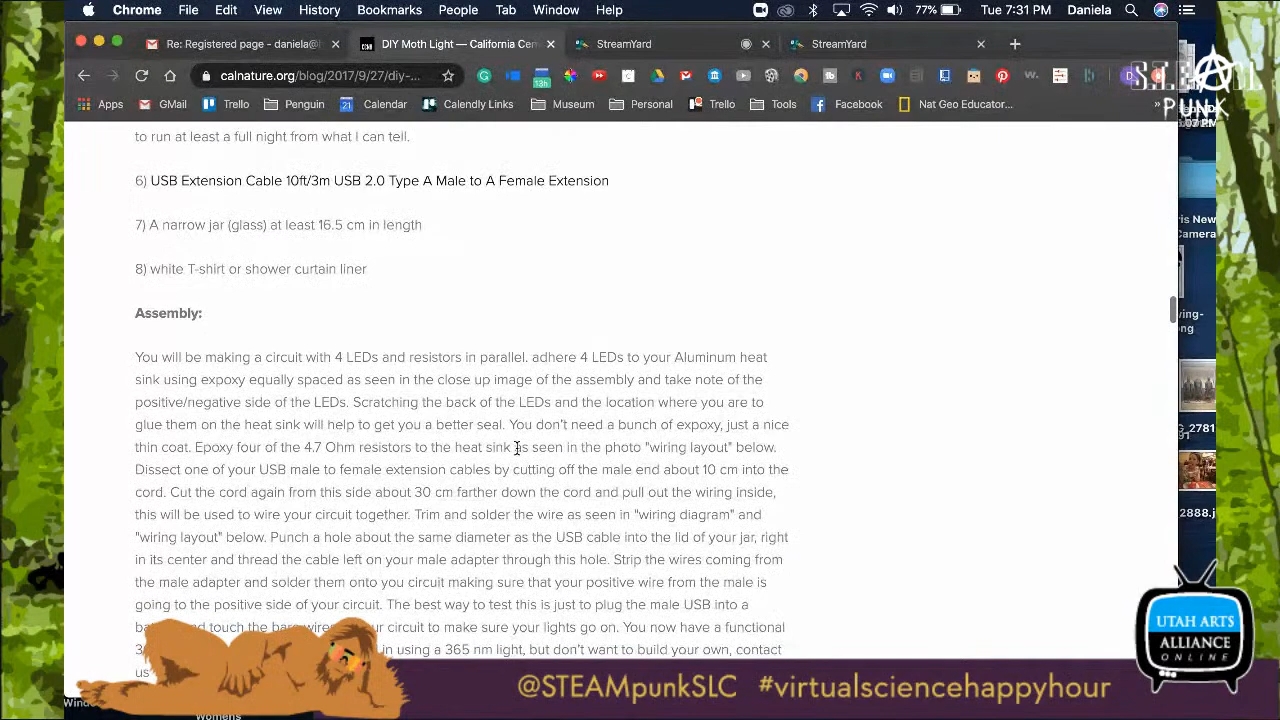 Chrome File Edit View History Bookmarks People Tab Window Help 77% Tue 7:31 PM Daniela
Re: Registered page - daniela@ × DIY Moth Light — California Cen × StreamYard × StreamYard × +
calnature.org/blog/2017/9/27/diy-...
Apps GMail Trello Penguin Calendar Calendly Links Museum Personal Trello Tools Facebook Nat Geo Educator... »
S.T.E.A.M.
PUNK
to run at least a full night from what I can tell.
6) USB Extension Cable 10ft/3m USB 2.0 Type A Male to A Female Extension
7) A narrow jar (glass) at least 16.5 cm in length
8) white T-shirt or shower curtain liner
Assembly:
You will be making a circuit with 4 LEDs and resistors in parallel. adhere 4 LEDs to your Aluminum heat
sink using expoxy equally spaced as seen in the close up image of the assembly and take note of the
positive/negative side of the LEDs. Scratching the back of the LEDs and the location where you are to
glue them on the heat sink will help to get you a better seal. You don't need a bunch of expoxy, just a nice
thin coat. Epoxy four of the 4.7 Ohm resistors to the heat sink as seen in the photo "wiring layout" below.
Dissect one of your USB male to female extension cables by cutting off the male end about 10 cm into the
cord. Cut the cord again from this side about 30 cm farther down the cord and pull out the wiring inside,
this will be used to wire your circuit together. Trim and solder the wire as seen in "wiring diagram" and
"wiring layout" below. Punch a hole about the same diameter as the USB cable into the lid of your jar, right
in its center and thread the cable left on your male adapter through this hole. Strip the wires coming from
the male adapter and solder them onto you circuit making sure that your positive wire from the male is
going to the positive side of your circuit. The best way to test this is just to plug the male USB into a
touch the bare circuit to make sure your lights go on. You now have a functional
in using a 365 nm light but don't want to build your own, contact
us
ris New
Camera
wing-
ong
_2781
2888.j
UTAH ARTS
ALLIANCE
ONLINE
@STEAMpunkSLC #virtualsciencehappyhour
Womens